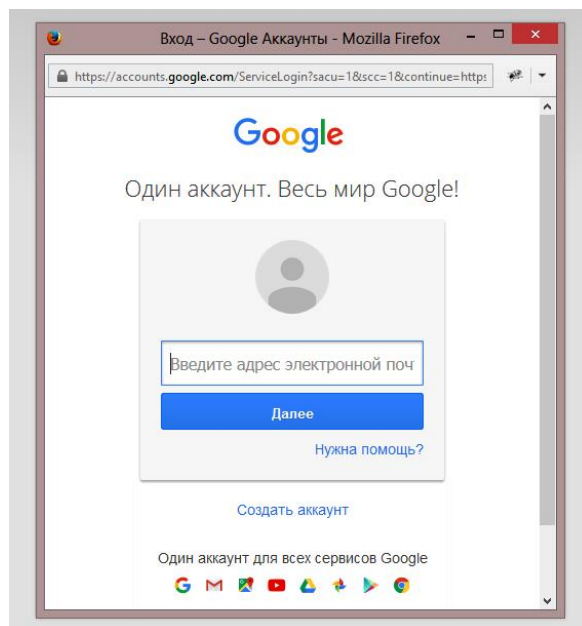 Вход – Google Аккаунты - Mozilla Firefox
https://accounts.google.com/ServiceLogin?sacu=1&scc=1&continue=https
Google
Один аккаунт. Весь мир Google!
Введите адрес электронной поч
Далее
Нужна помощь?
Создать аккаунт
Один аккаунт для всех сервисов Google